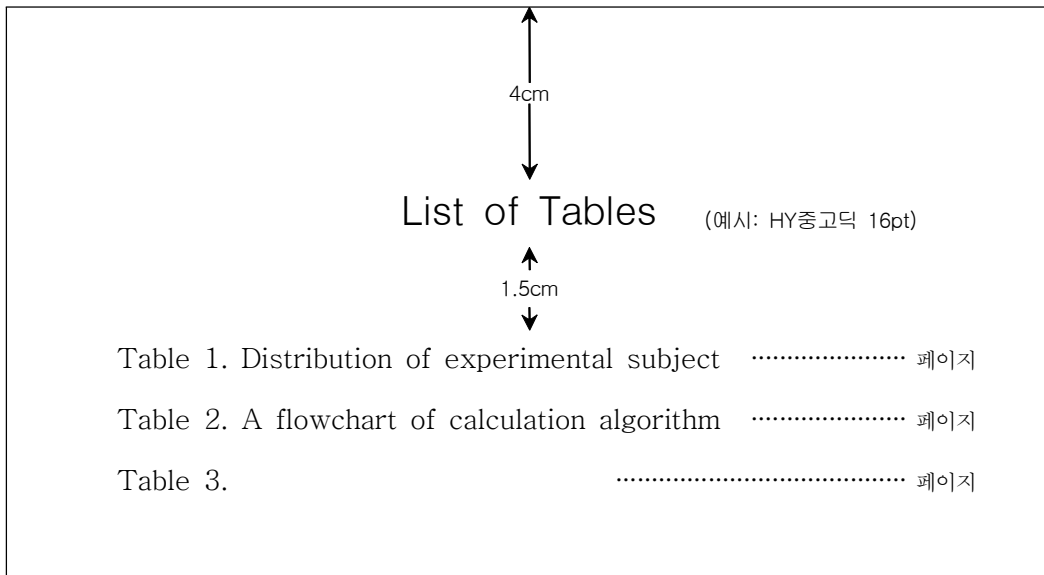 4cm
List of Tables (예시: HY중고딕 16pt)
1.5cm
Table 1. Distribution of experimental subject ······················ 페이지
Table 2. A flowchart of calculation algorithm ······················ 페이지
Table 3. ········································· 페이지